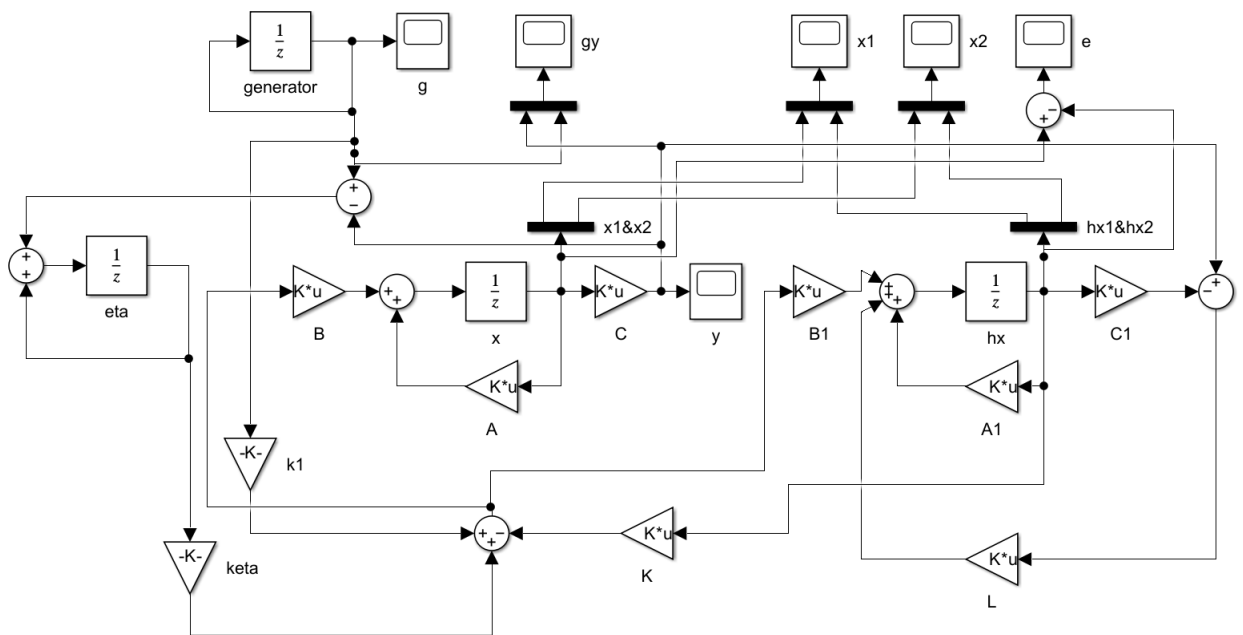 1
z
generator
g
gy
x1
x2
e
−
+
+
−
x1&x2
hx1&hx2
+
+
1
z
eta
K*u
B
+
+
1
z
x
K*u
C
y
K*u
B1
+
+
+
1
z
hx
K*u
C1
−
+
K*u
A
K*u
A1
-K-
k1
+
+
−
K*u
K
K*u
L
-K-
keta